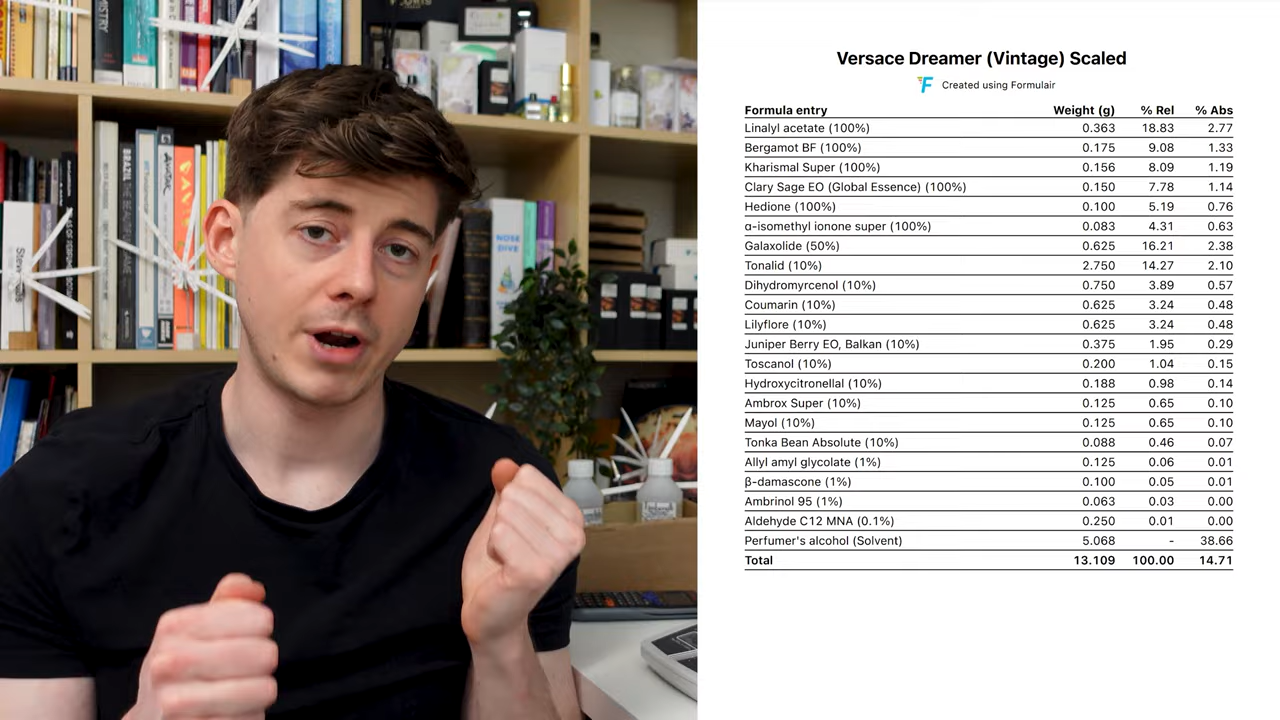 MISTRY
BRAZIL
NOSE
DIVE
Versace Dreamer (Vintage) Scaled
Created using Formulair
Formula entry Weight (g) % Rel % Abs
Linalyl acetate (100%) 0.363 18.83 2.77
Bergamot BF (100%) 0.175 9.08 1.33
Kharismal Super (100%) 0.156 8.09 1.19
Clary Sage EO (Global Essence) (100%) 0.150 7.78 1.14
Hedione (100%) 0.100 5.19 0.76
α-isomethyl ionone super (100%) 0.083 4.31 0.63
Galaxolide (50%) 0.625 16.21 2.38
Tonalid (10%) 2.750 14.27 2.10
Dihydromyrcenol (10%) 0.750 3.89 0.57
Coumarin (10%) 0.625 3.24 0.48
Lilyflore (10%) 0.625 3.24 0.48
Juniper Berry EO, Balkan (10%) 0.375 1.95 0.29
Toscanol (10%) 0.200 1.04 0.15
Hydroxycitronellal (10%) 0.188 0.98 0.14
Ambrox Super (10%) 0.125 0.65 0.10
Mayol (10%) 0.125 0.65 0.10
Tonka Bean Absolute (10%) 0.088 0.46 0.07
Allyl amyl glycolate (1%) 0.125 0.06 0.01
β-damascone (1%) 0.100 0.05 0.01
Ambrinol 95 (1%) 0.063 0.03 0.00
Aldehyde C12 MNA (0.1%) 0.250 0.01 0.00
Perfumer's alcohol (Solvent) 5.068 - 38.66
Total 13.109 100.00 14.71